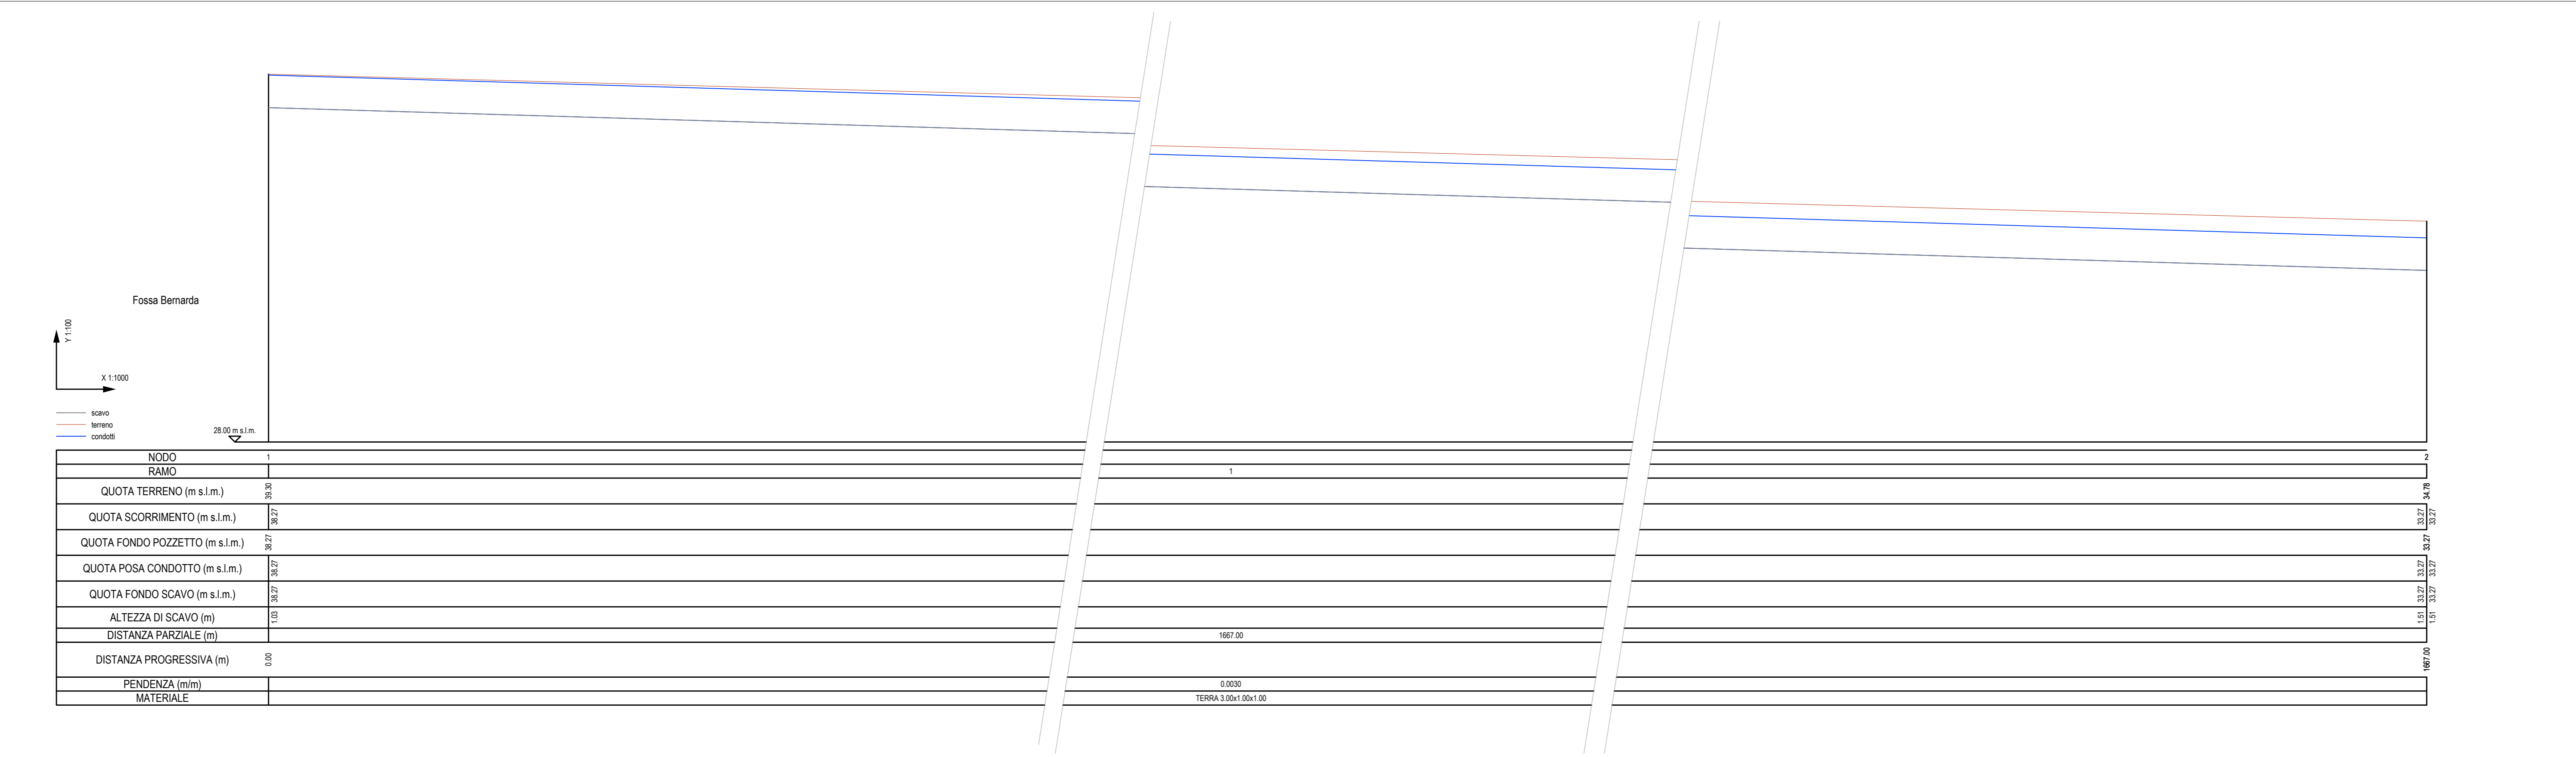 Fossa Bernarda
Y 1:100
X 1:1000
scavo
terreno
condotti
28.00 m s.l.m.
NODO 1 2
RAMO 1
QUOTA TERRENO (m s.l.m.) 39.30 34.78
QUOTA SCORRIMENTO (m s.l.m.) 38.27 33.27 33.27
QUOTA FONDO POZZETTO (m s.l.m.) 38.27 33.27
QUOTA POSA CONDOTTO (m s.l.m.) 38.27 33.27 33.27
QUOTA FONDO SCAVO (m s.l.m.) 38.27 33.27 33.27
ALTEZZA DI SCAVO (m) 1.03 1.51 1.51
DISTANZA PARZIALE (m) 1667.00
DISTANZA PROGRESSIVA (m) 0.00 1667.00
PENDENZA (m/m) 0.0030
MATERIALE TERRA 3.00x1.00x1.00